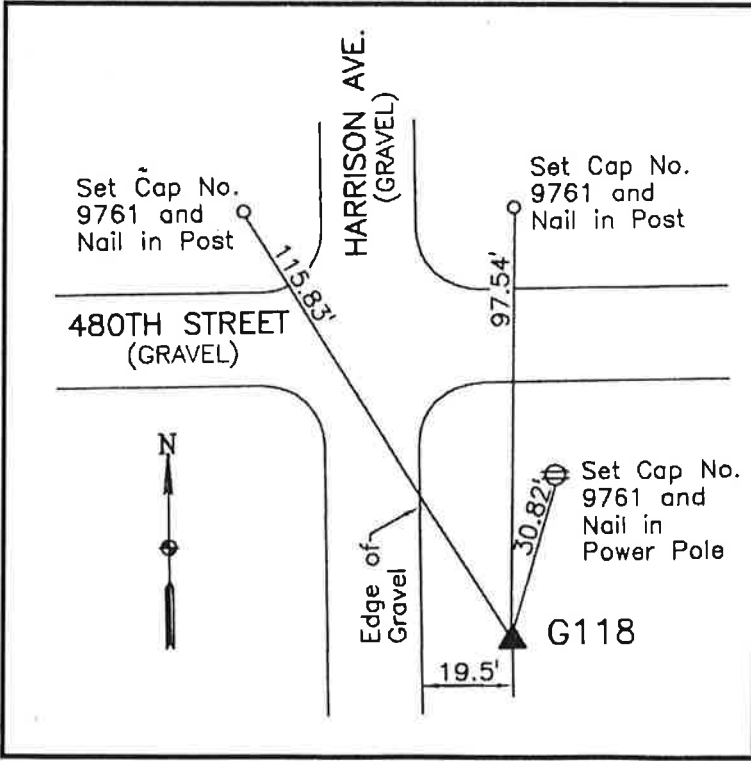 HARRISON AVE.
(GRAVEL)
Set Cap No.
9761 and
Nail in Post
Set Cap No.
9761 and
Nail in Post
115.83'
97.54'
480TH STREET
(GRAVEL)
N
Set Cap No.
9761 and
Nail in
Power Pole
30.82'
Edge of
Gravel
G118
19.5'